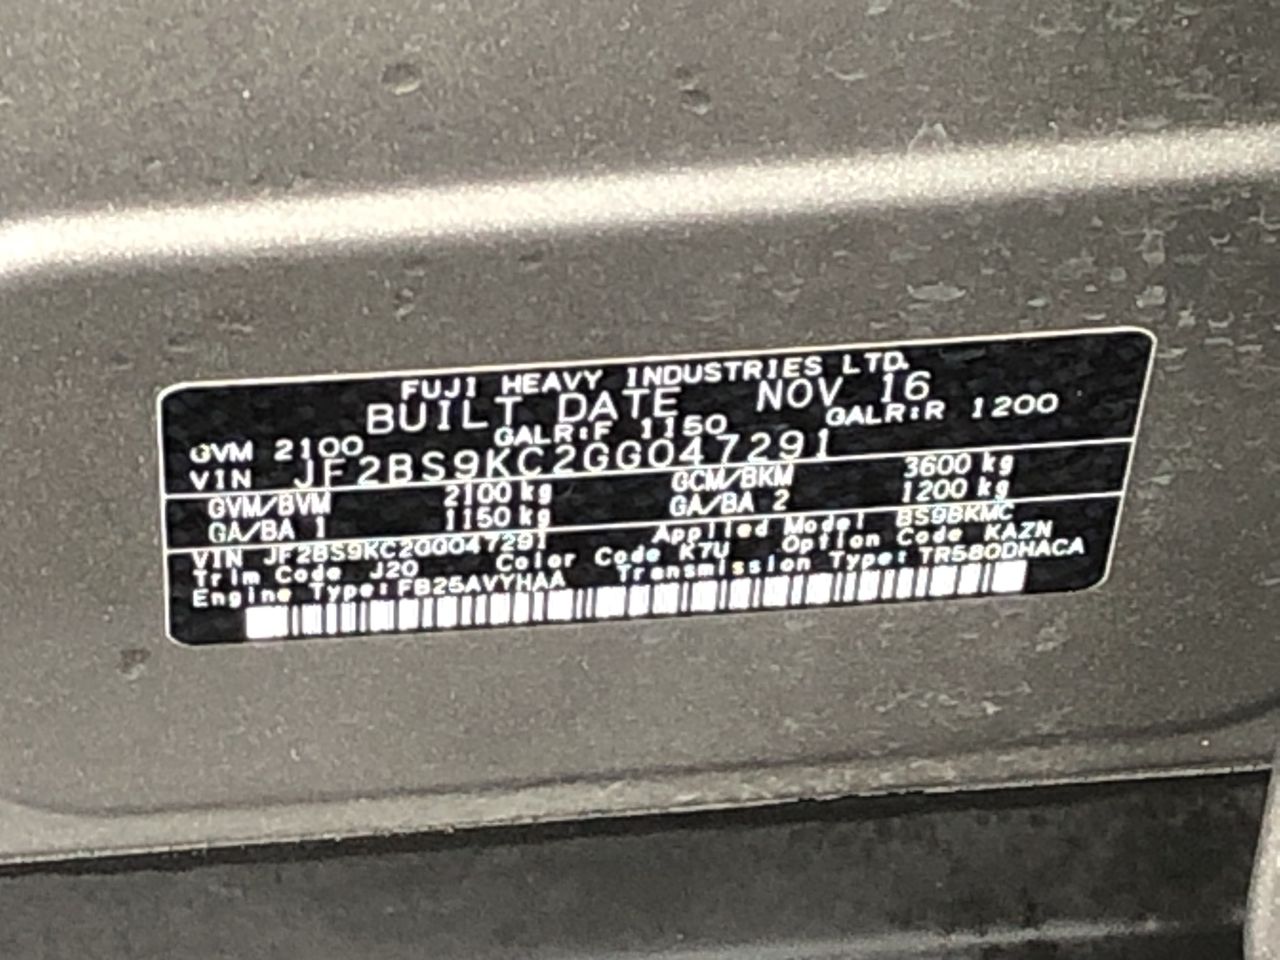 FUJI HEAVY INDUSTRIES LTD.
BUILT DATE NOV 16
GVM 2100 GALR:F 1150 GALR:R 1200
VIN JF2BS9KC2GG047291
GVM/BVM 2100 kg GCM/BKM 3600 kg
GA/BA 1 1150 kg GA/BA 2 1200 kg
VIN JF2BS9KC2GG047291 Applied Model BS9BKMC
Trim Code J20 Color Code K7U Option Code KAZN
Engine Type: FB25AVYHAA Transmission Type: TR580DHACA